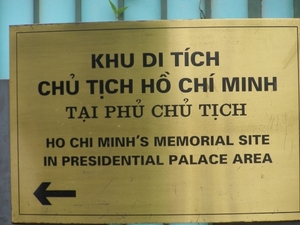 KHU DI TÍCH
CHỦ TỊCH HỒ CHÍ MINH
TẠI PHỦ CHỦ TỊCH
HO CHI MINH'S MEMORIAL SITE
IN PRESIDENTIAL PALACE AREA